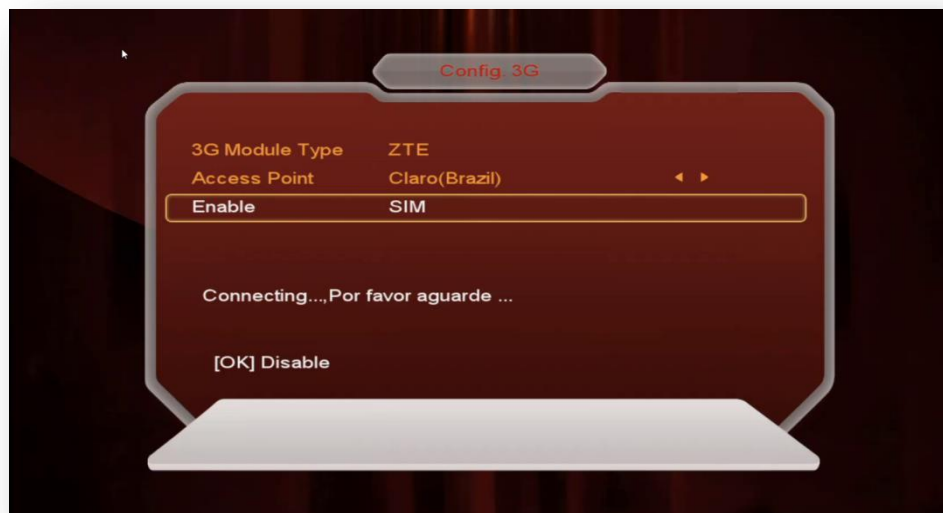 Config. 3G
3G Module Type ZTE
Access Point Claro(Brazil)
Enable SIM
Connecting...,Por favor aguarde ...
[OK] Disable